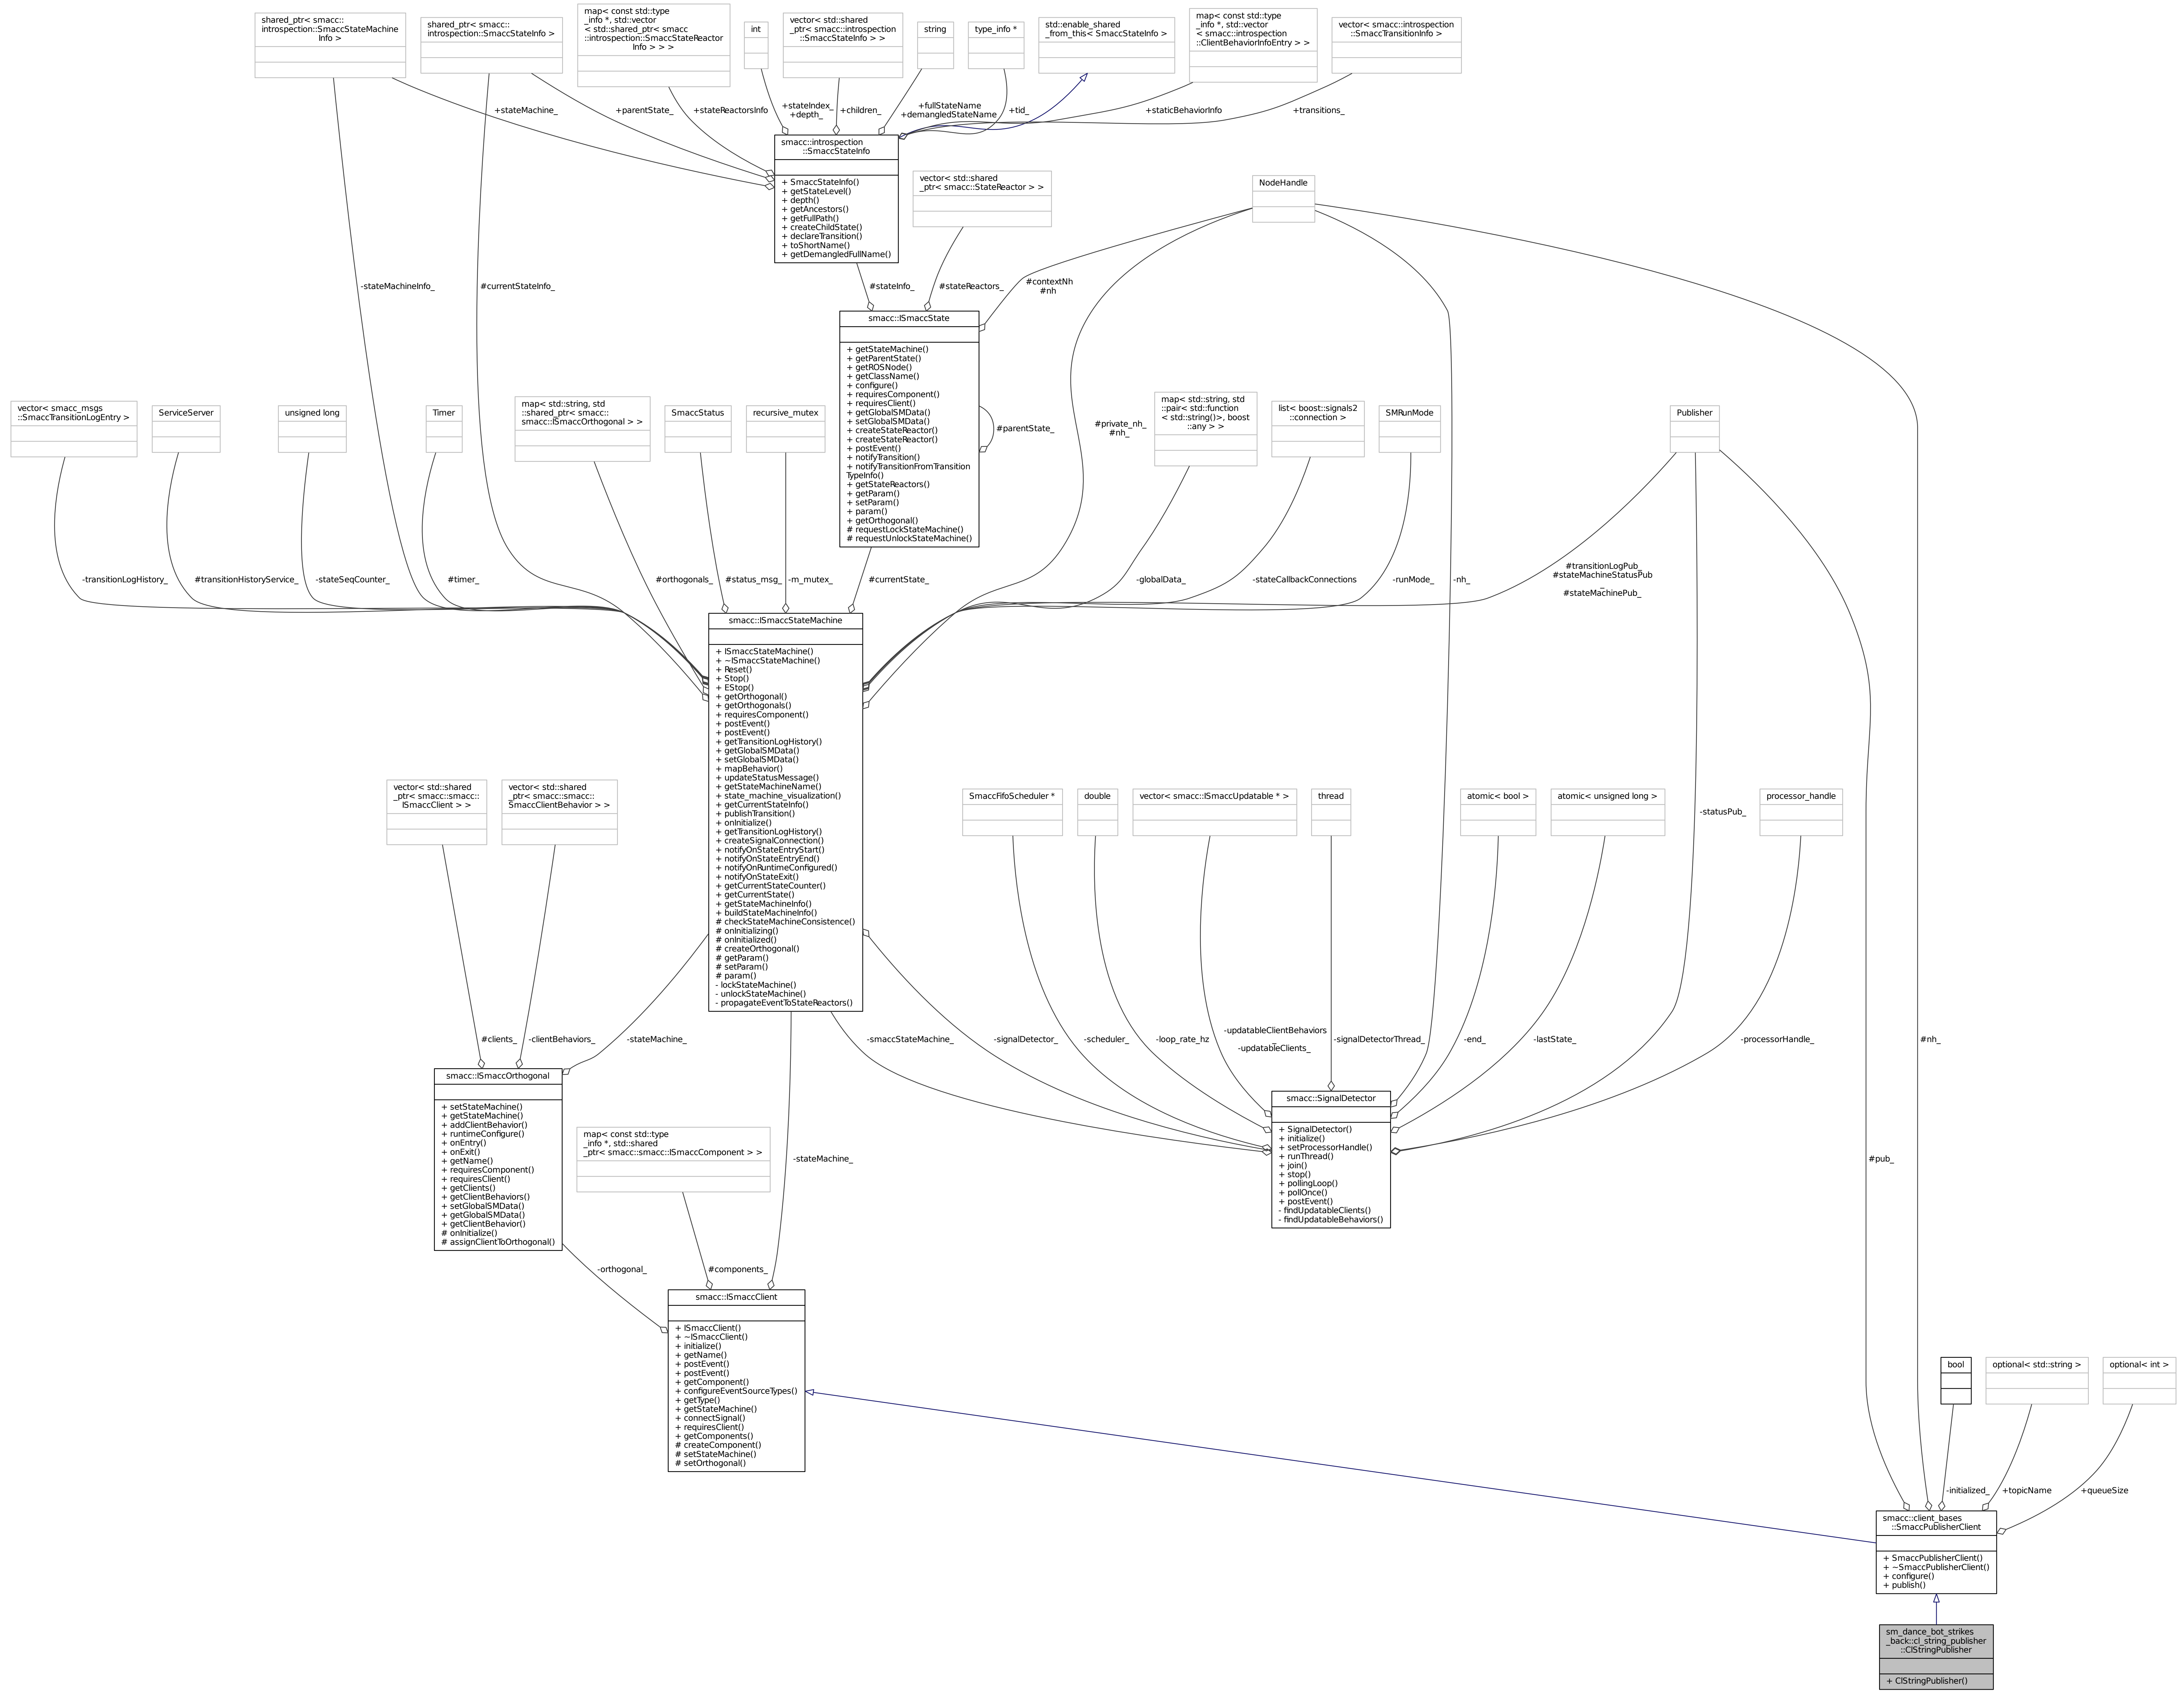 shared_ptr< smacc::
introspection::SmaccStateMachine
Info >
shared_ptr< smacc::
introspection::SmaccStateInfo >
map< const std::type
_info *, std::vector
< std::shared_ptr< smacc
::introspection::SmaccStateReactor
Info > > >
int
vector< std::shared
_ptr< smacc::introspection
::SmaccStateInfo > >
string
type_info *
std::enable_shared
_from_this< SmaccStateInfo >
map< const std::type
_info *, std::vector
< smacc::introspection
::ClientBehaviorInfoEntry > >
vector< smacc::introspection
::SmaccTransitionInfo >
+stateMachine_
+parentState_
+stateReactorsInfo
+stateIndex_
+depth_
+children_
+fullStateName
+demangledStateName
+tid_
+staticBehaviorInfo
+transitions_
smacc::introspection
::SmaccStateInfo
+ SmaccStateInfo()
+ getStateLevel()
+ depth()
+ getAncestors()
+ getFullPath()
+ createChildState()
+ declareTransition()
+ toShortName()
+ getDemangledFullName()
vector< std::shared
_ptr< smacc::StateReactor > >
NodeHandle
-stateMachineInfo_
#currentStateInfo_
#stateInfo_
#stateReactors_
#contextNh
#nh
smacc::ISmaccState
+ getStateMachine()
+ getParentState()
+ getROSNode()
+ getClassName()
+ configure()
+ requiresComponent()
+ requiresClient()
+ getGlobalSMData()
+ setGlobalSMData()
+ createStateReactor()
+ createStateReactor()
+ postEvent()
+ notifyTransition()
+ notifyTransitionFromTransition
TypeInfo()
+ getStateReactors()
+ getParam()
+ setParam()
+ param()
+ getOrthogonal()
# requestLockStateMachine()
# requestUnlockStateMachine()
#parentState_
vector< smacc_msgs
::SmaccTransitionLogEntry >
ServiceServer
unsigned long
Timer
map< std::string, std
::shared_ptr< smacc::
smacc::ISmaccOrthogonal > >
SmaccStatus
recursive_mutex
#private_nh_
#nh_
map< std::string, std
::pair< std::function
< std::string()>, boost
::any > >
list< boost::signals2
::connection >
SMRunMode
Publisher
-transitionLogHistory_
#transitionHistoryService_
-stateSeqCounter_
#timer_
#orthogonals_
#status_msg_
-m_mutex_
#currentState_
-globalData_
-stateCallbackConnections
-runMode_
-nh_
#transitionLogPub_
#stateMachineStatusPub
_
#stateMachinePub_
smacc::ISmaccStateMachine
+ ISmaccStateMachine()
+ ~ISmaccStateMachine()
+ Reset()
+ Stop()
+ EStop()
+ getOrthogonal()
+ getOrthogonals()
+ requiresComponent()
+ postEvent()
+ postEvent()
+ getTransitionLogHistory()
+ getGlobalSMData()
+ setGlobalSMData()
+ mapBehavior()
+ updateStatusMessage()
+ getStateMachineName()
+ state_machine_visualization()
+ getCurrentStateInfo()
+ publishTransition()
+ onInitialize()
+ getTransitionLogHistory()
+ createSignalConnection()
+ notifyOnStateEntryStart()
+ notifyOnStateEntryEnd()
+ notifyOnRuntimeConfigured()
+ notifyOnStateExit()
+ getCurrentStateCounter()
+ getCurrentState()
+ getStateMachineInfo()
+ buildStateMachineInfo()
# checkStateMachineConsistence()
# onInitializing()
# onInitialized()
# createOrthogonal()
# getParam()
# setParam()
# param()
- lockStateMachine()
- unlockStateMachine()
- propagateEventToStateReactors()
vector< std::shared
_ptr< smacc::smacc::
ISmaccClient > >
vector< std::shared
_ptr< smacc::smacc::
SmaccClientBehavior > >
SmaccFifoScheduler *
double
vector< smacc::ISmaccUpdatable * >
thread
atomic< bool >
atomic< unsigned long >
processor_handle
-statusPub_
#clients_
-clientBehaviors_
-stateMachine_
-smaccStateMachine_
-signalDetector_
-scheduler_
-loop_rate_hz
-updatableClientBehaviors
_
-updatableClients_
-signalDetectorThread_
-end_
-lastState_
-processorHandle_
#nh_
smacc::ISmaccOrthogonal
+ setStateMachine()
+ getStateMachine()
+ addClientBehavior()
+ runtimeConfigure()
+ onEntry()
+ onExit()
+ getName()
+ requiresComponent()
+ requiresClient()
+ getClients()
+ getClientBehaviors()
+ setGlobalSMData()
+ getGlobalSMData()
+ getClientBehavior()
# onInitialize()
# assignClientToOrthogonal()
map< const std::type
_info *, std::shared
_ptr< smacc::smacc::ISmaccComponent > >
-stateMachine_
smacc::SignalDetector
+ SignalDetector()
+ initialize()
+ setProcessorHandle()
+ runThread()
+ join()
+ stop()
+ pollingLoop()
+ pollOnce()
+ postEvent()
- findUpdatableClients()
- findUpdatableBehaviors()
#pub_
-orthogonal_
#components_
smacc::ISmaccClient
+ ISmaccClient()
+ ~ISmaccClient()
+ initialize()
+ getName()
+ postEvent()
+ postEvent()
+ getComponent()
+ configureEventSourceTypes()
+ getType()
+ getStateMachine()
+ connectSignal()
+ requiresClient()
+ getComponents()
# createComponent()
# setStateMachine()
# setOrthogonal()
bool
optional< std::string >
optional< int >
-initialized_
+topicName
+queueSize
smacc::client_bases
::SmaccPublisherClient
+ SmaccPublisherClient()
+ ~SmaccPublisherClient()
+ configure()
+ publish()
sm_dance_bot_strikes
_back::cl_string_publisher
::ClStringPublisher
+ ClStringPublisher()